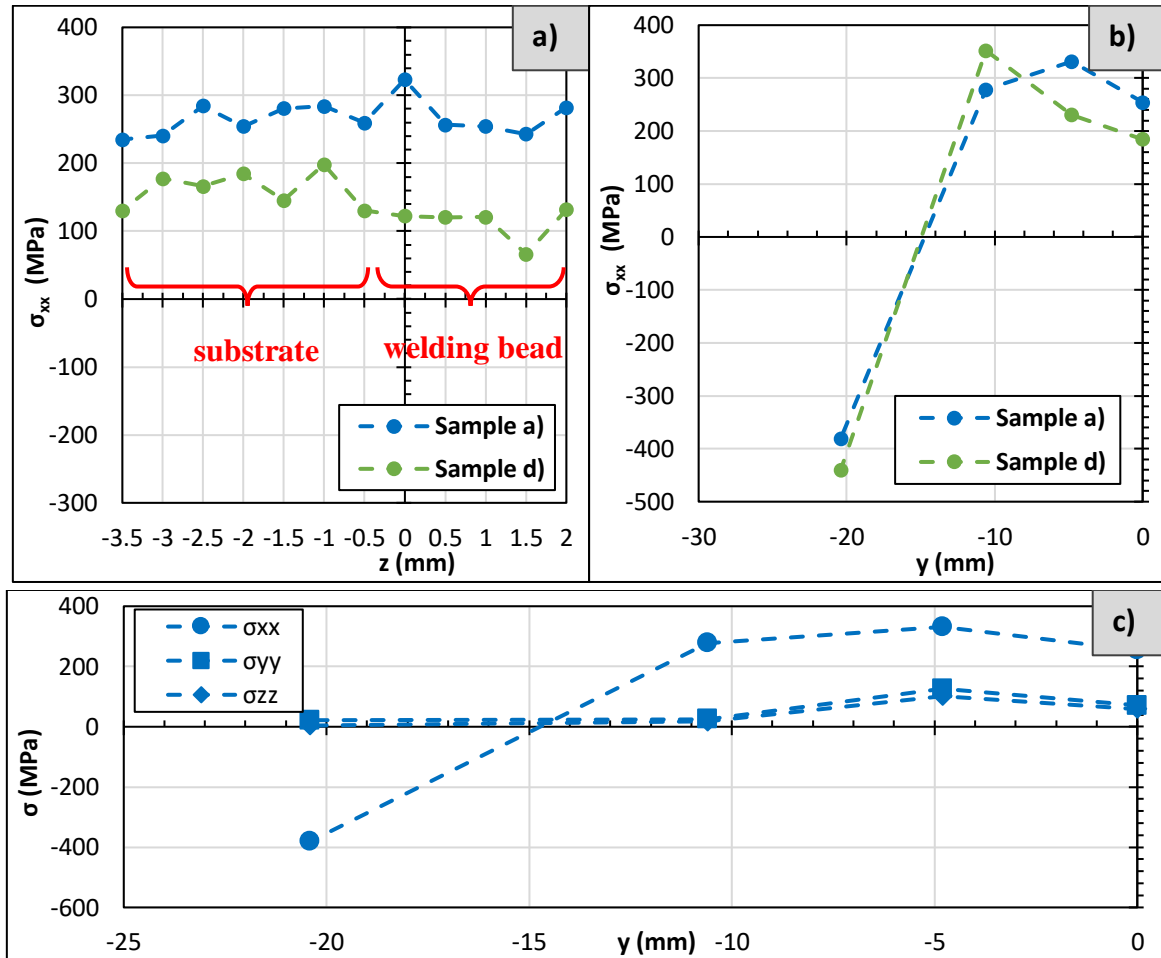 a)
400
300
200
100
0
-100
-200
-300
σxx (MPa)
substrate
welding bead
Sample a)
Sample d)
-3.5 -3 -2.5 -2 -1.5 -1 -0.5 0 0.5 1 1.5 2
z (mm)
b)
400
300
200
100
0
-100
-200
-300
-400
-500
σxx (MPa)
Sample a)
Sample d)
-30 -20 -10 0
y (mm)
c)
400
200
0
-200
-400
-600
σ (MPa)
σxx
σyy
σzz
-25 -20 -15 -10 -5 0
y (mm)